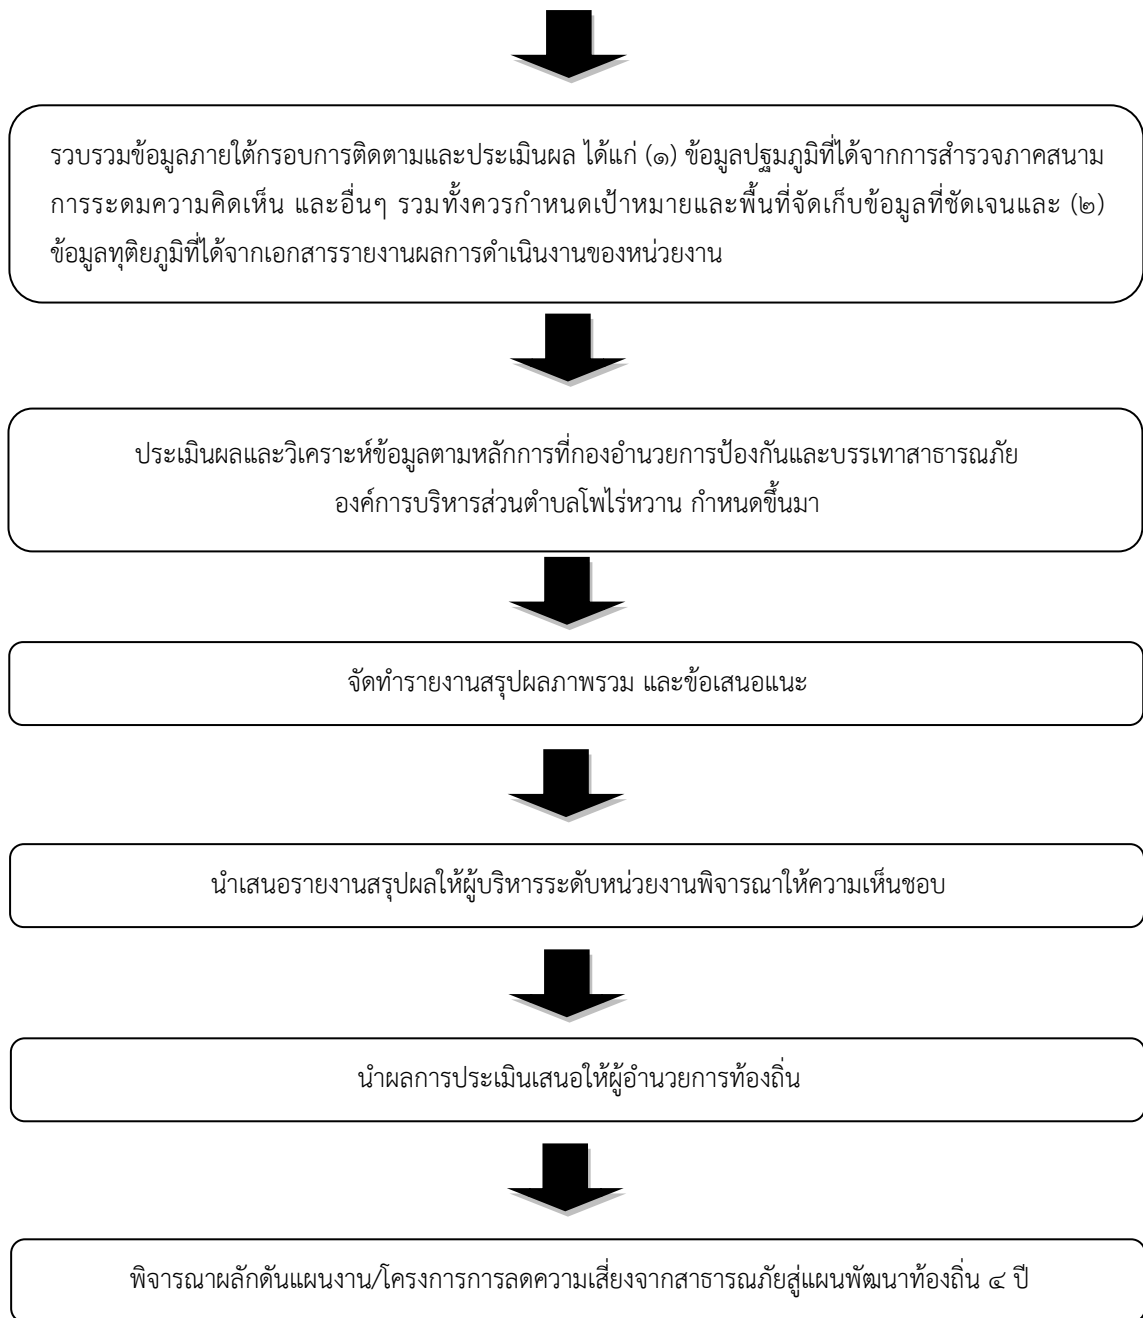 รวบรวมข้อมูลภายใต้กรอบการติดตามและประเมินผล ได้แก่ (๑) ข้อมูลปฐมภูมิที่ได้จากการสำรวจภาคสนาม
การระดมความคิดเห็น และอื่นๆ รวมทั้งควรกำหนดเป้าหมายและพื้นที่จัดเก็บข้อมูลที่ชัดเจนและ (๒)
ข้อมูลทุติยภูมิที่ได้จากเอกสารรายงานผลการดำเนินงานของหน่วยงาน
ประเมินผลและวิเคราะห์ข้อมูลตามหลักการที่กองอำนวยการป้องกันและบรรเทาสาธารณภัย
องค์การบริหารส่วนตำบลโพไร่หวาน กำหนดขึ้นมา
จัดทำรายงานสรุปผลภาพรวม และข้อเสนอแนะ
นำเสนอรายงานสรุปผลให้ผู้บริหารระดับหน่วยงานพิจารณาให้ความเห็นชอบ
นำผลการประเมินเสนอให้ผู้อำนวยการท้องถิ่น
พิจารณาผลักดันแผนงาน/โครงการการลดความเสี่ยงจากสาธารณภัยสู่แผนพัฒนาท้องถิ่น ๔ ปี